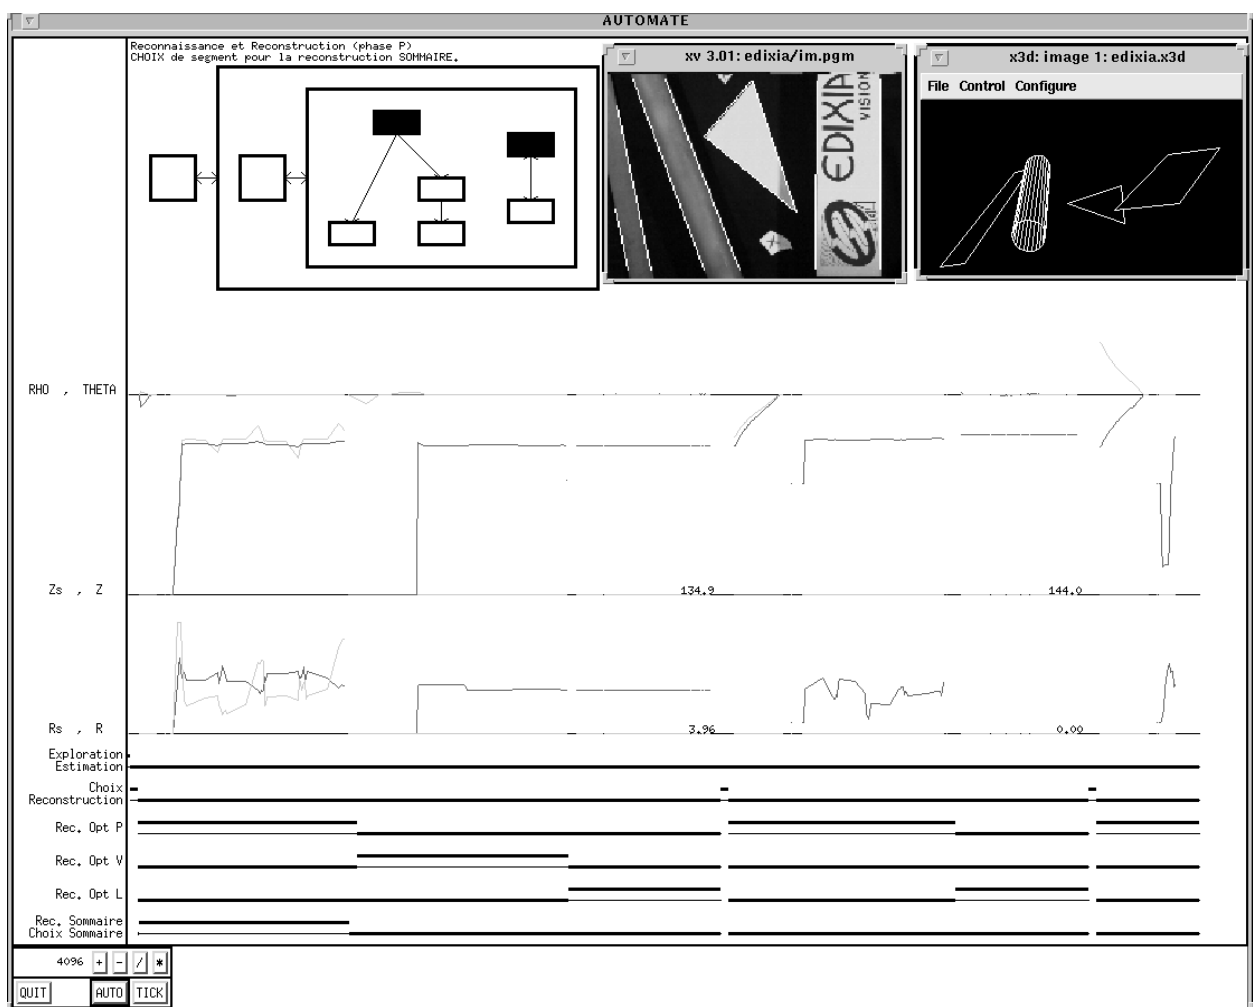 AUTOMATE
Reconnaissance et Reconstruction (phase P)
CHOIX de segment pour la reconstruction SOMMAIRE.
xv 3.01: edixia/im.pgm
EDIXIA
VISION
x3d: image 1: edixia.x3d
File Control Configure
RHO , THETA
Zs , Z
134.9
144.0
Rs , R
3.96
0.00
Exploration
Estimation
Choix
Reconstruction
Rec. Opt P
Rec. Opt V
Rec. Opt L
Rec. Sommaire
Choix Sommaire
4096 + - / *
QUIT AUTO TICK